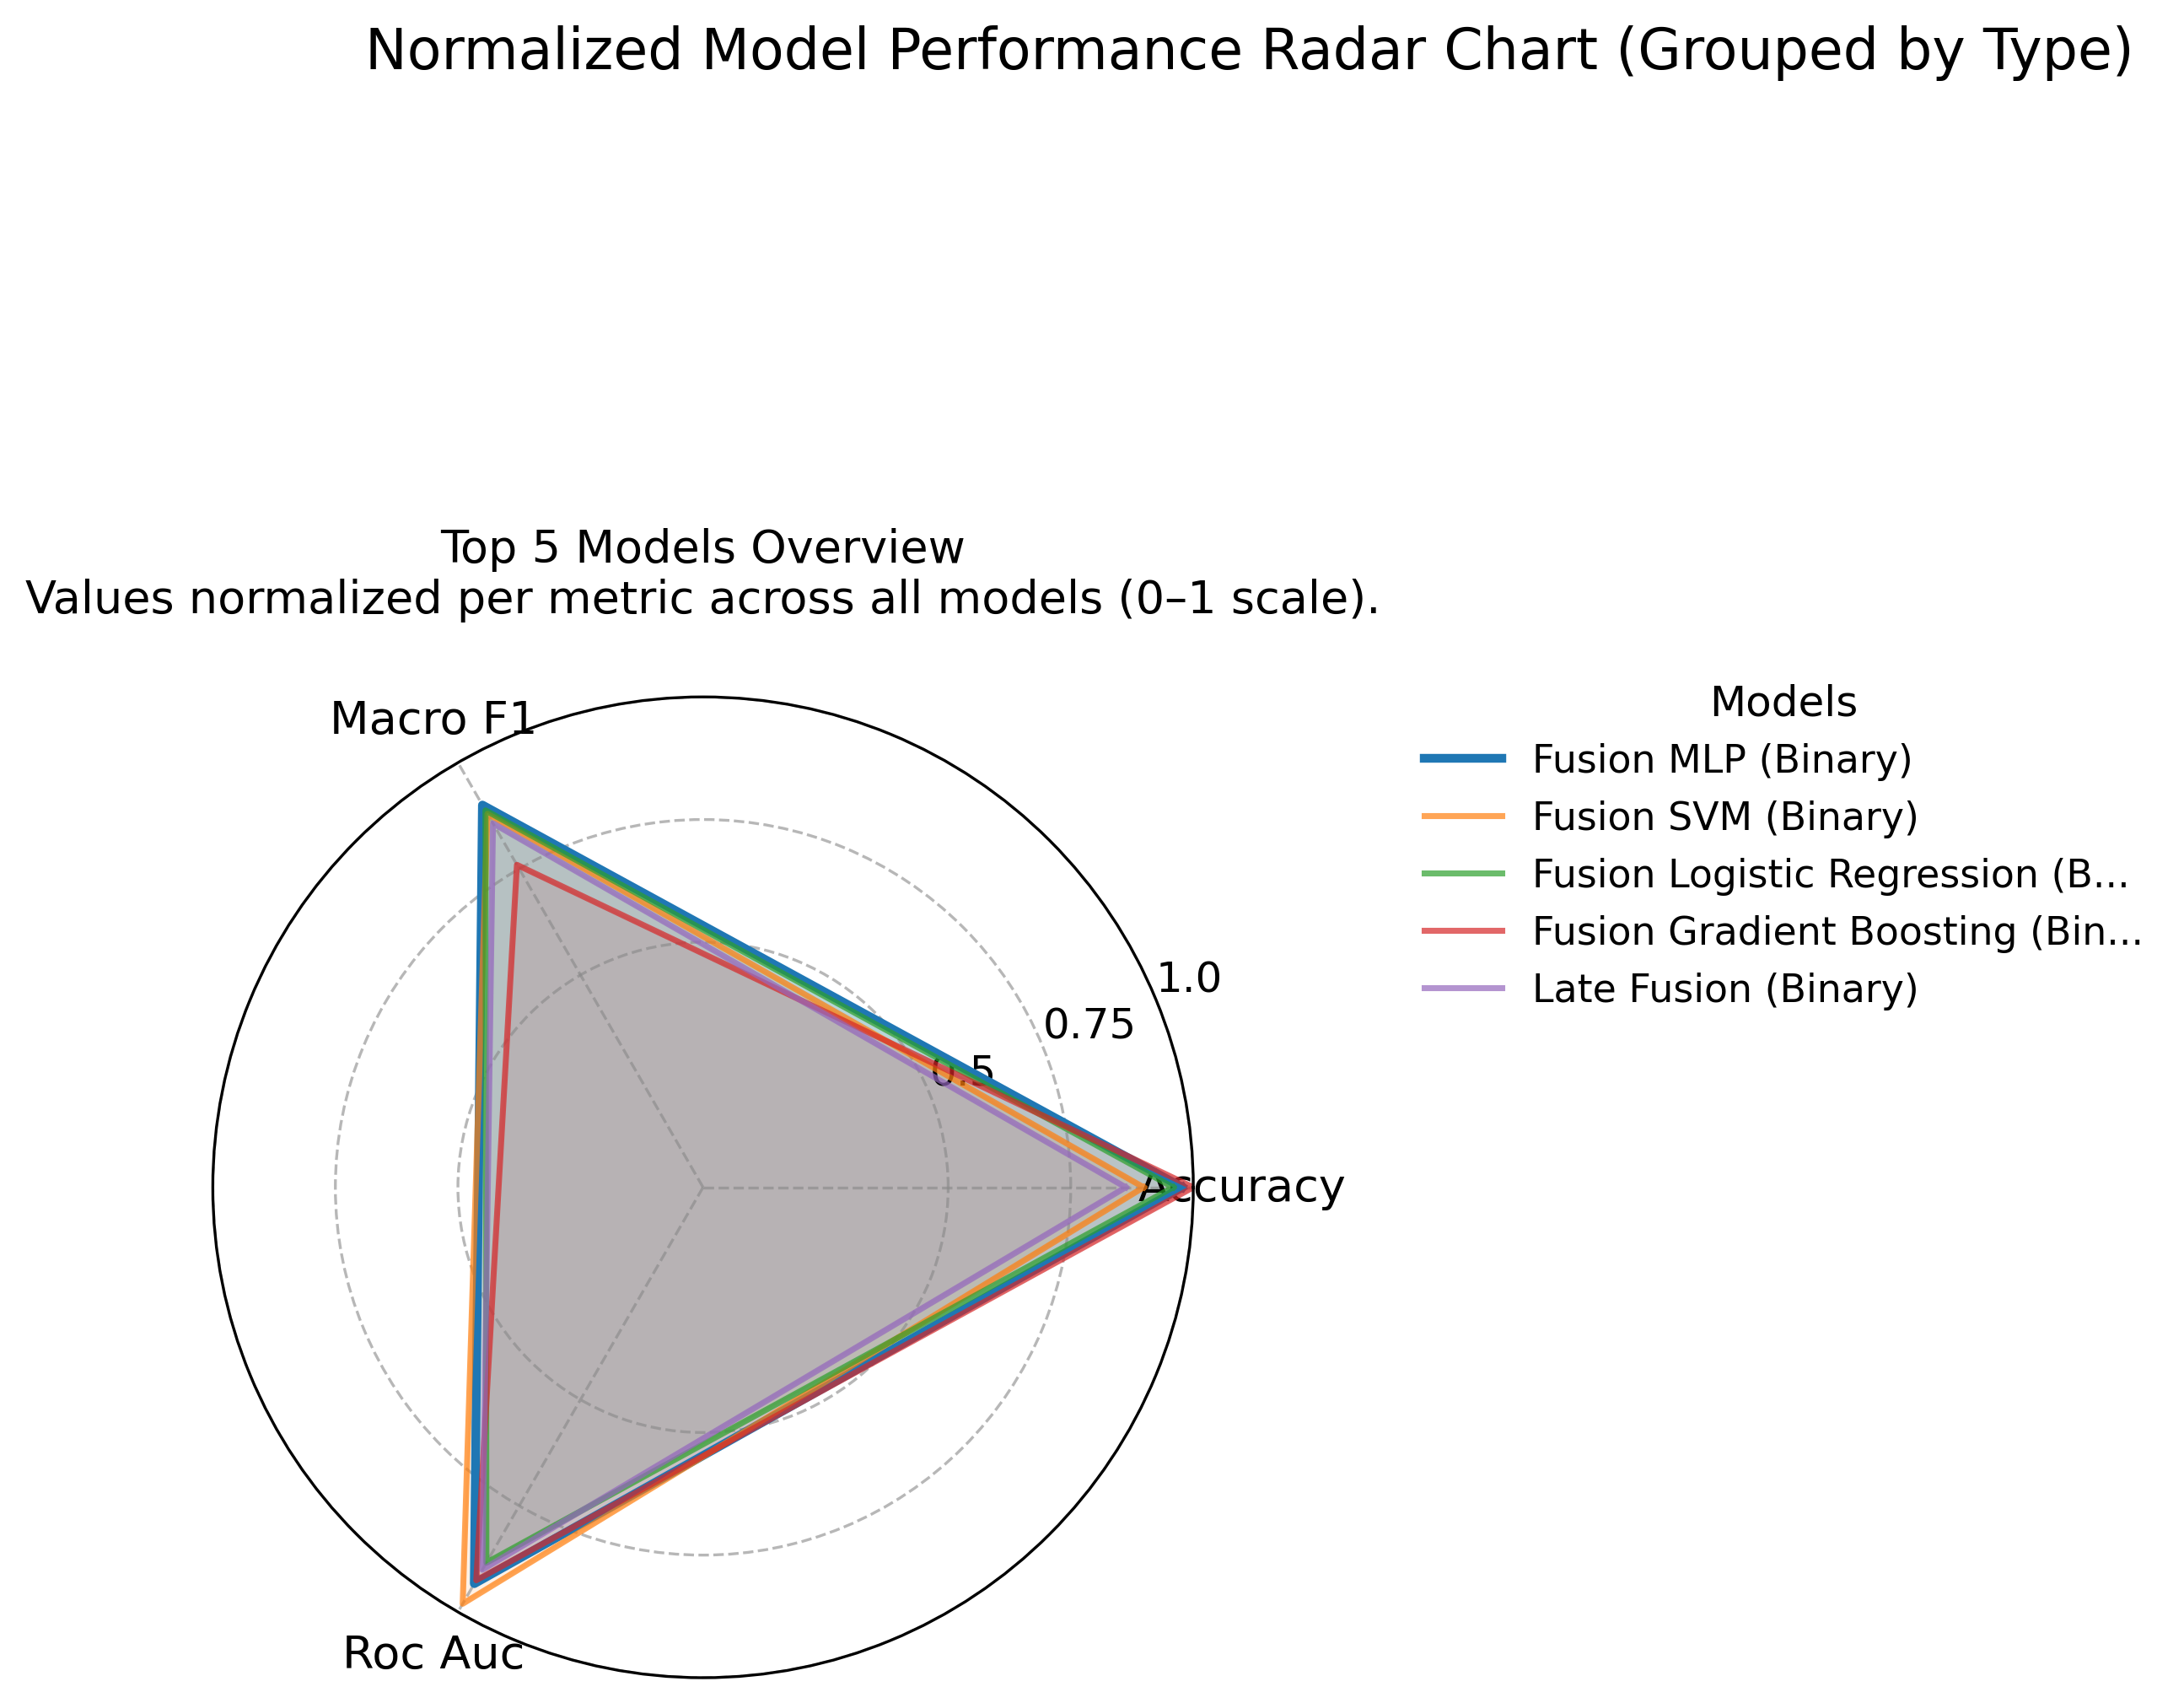 Normalized Model Performance Radar Chart (Grouped by Type)
Top 5 Models Overview
Values normalized per metric across all models (0–1 scale).
Macro F1
Models
Fusion MLP (Binary)
Fusion SVM (Binary)
Fusion Logistic Regression (B...
Fusion Gradient Boosting (Bin...
Late Fusion (Binary)
1.0
0.75
0.5
Accuracy
Roc Auc